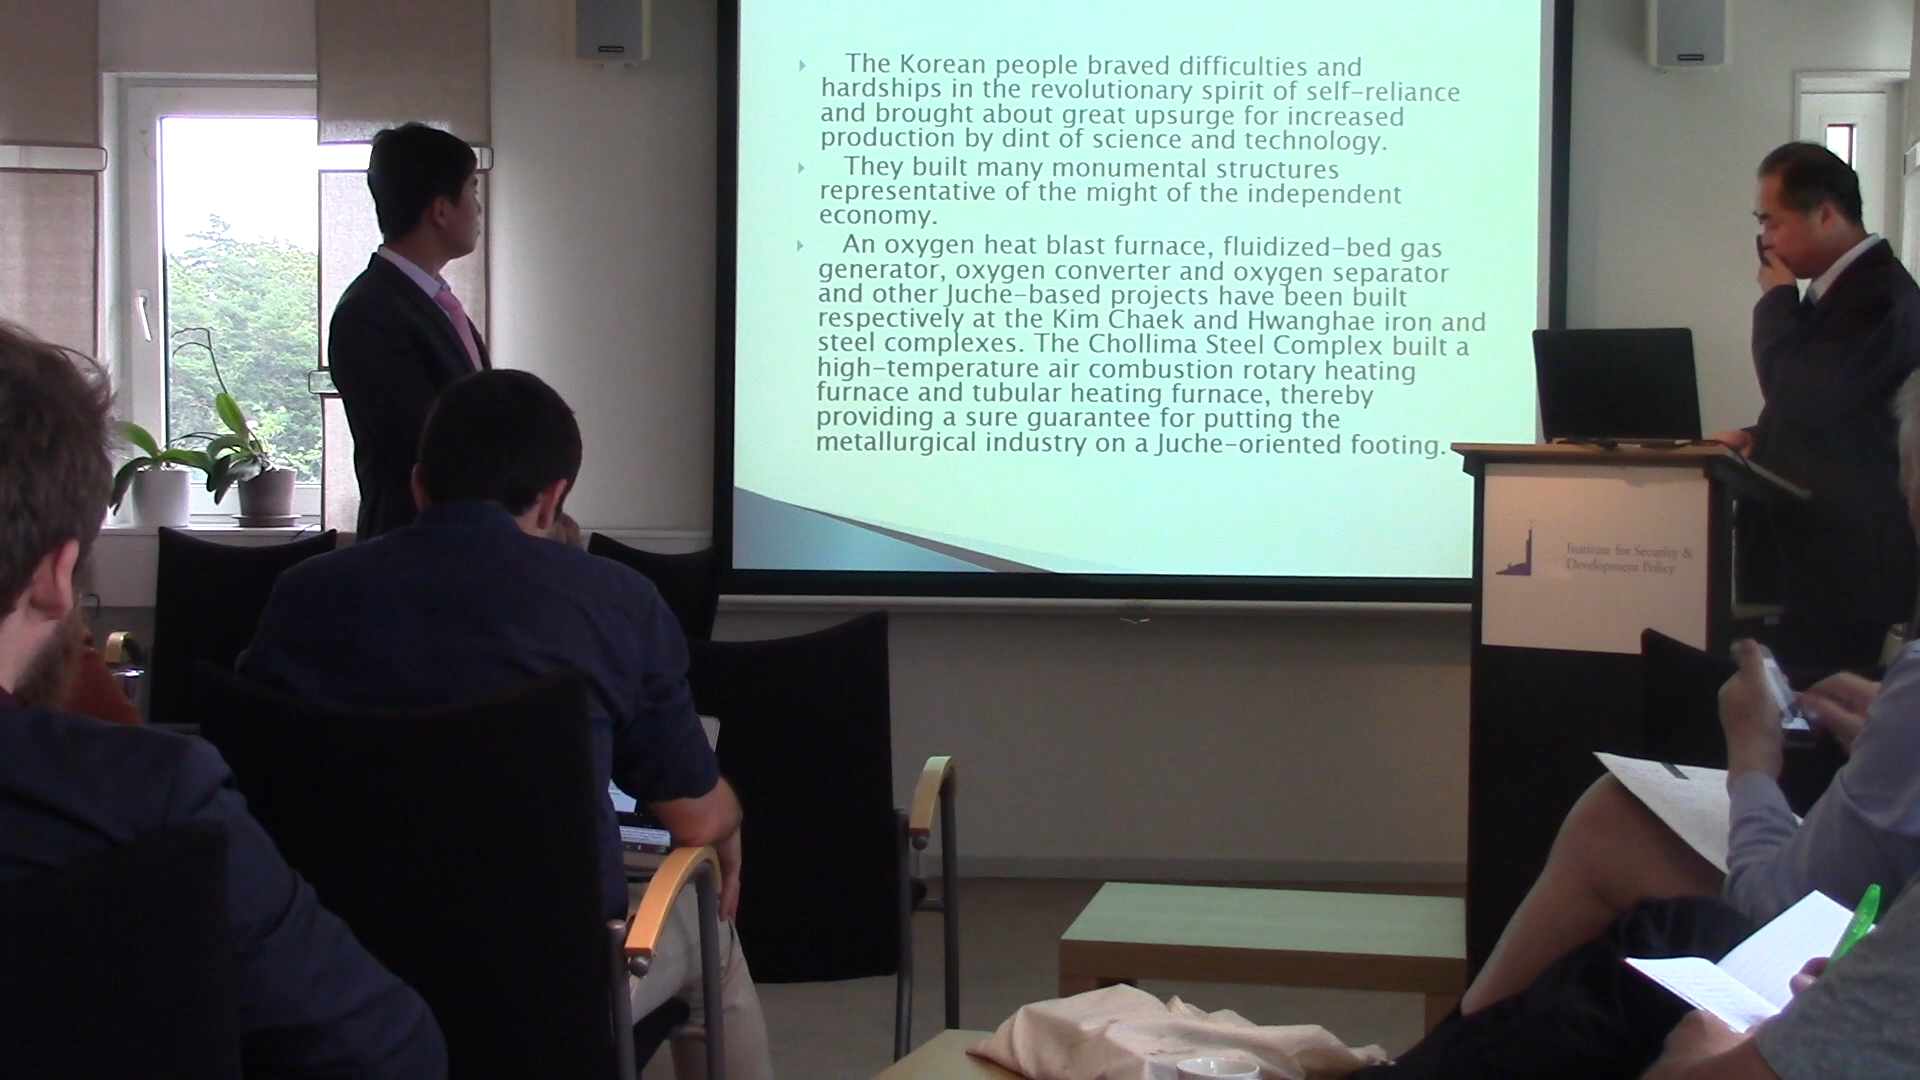 The Korean people braved difficulties and
hardships in the revolutionary spirit of self-reliance
and brought about great upsurge for increased
production by dint of science and technology.
They built many monumental structures
representative of the might of the independent
economy.
An oxygen heat blast furnace, fluidized-bed gas
generator, oxygen converter and oxygen separator
and other Juche-based projects have been built
respectively at the Kim Chaek and Hwanghae iron and
steel complexes. The Chollima Steel Complex built a
high-temperature air combustion rotary heating
furnace and tubular heating furnace, thereby
providing a sure guarantee for putting the
metallurgical industry on a Juche-oriented footing.
Institute for Security &
Development Policy